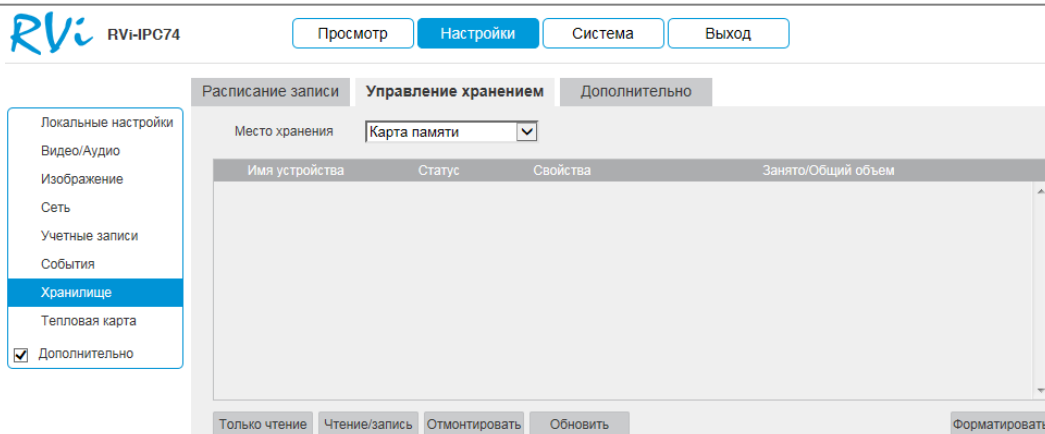 RVi RVi-IPC74 Просмотр Настройки Система Выход
Расписание записи Управление хранением Дополнительно
Локальные настройки
Видео/Аудио
Изображение
Сеть
Учетные записи
События
Хранилище
Тепловая карта
Дополнительно
Место хранения Карта памяти
Имя устройства Статус Свойства Занято/Общий объем
Только чтение Чтение/запись Отмонтировать Обновить Форматировать